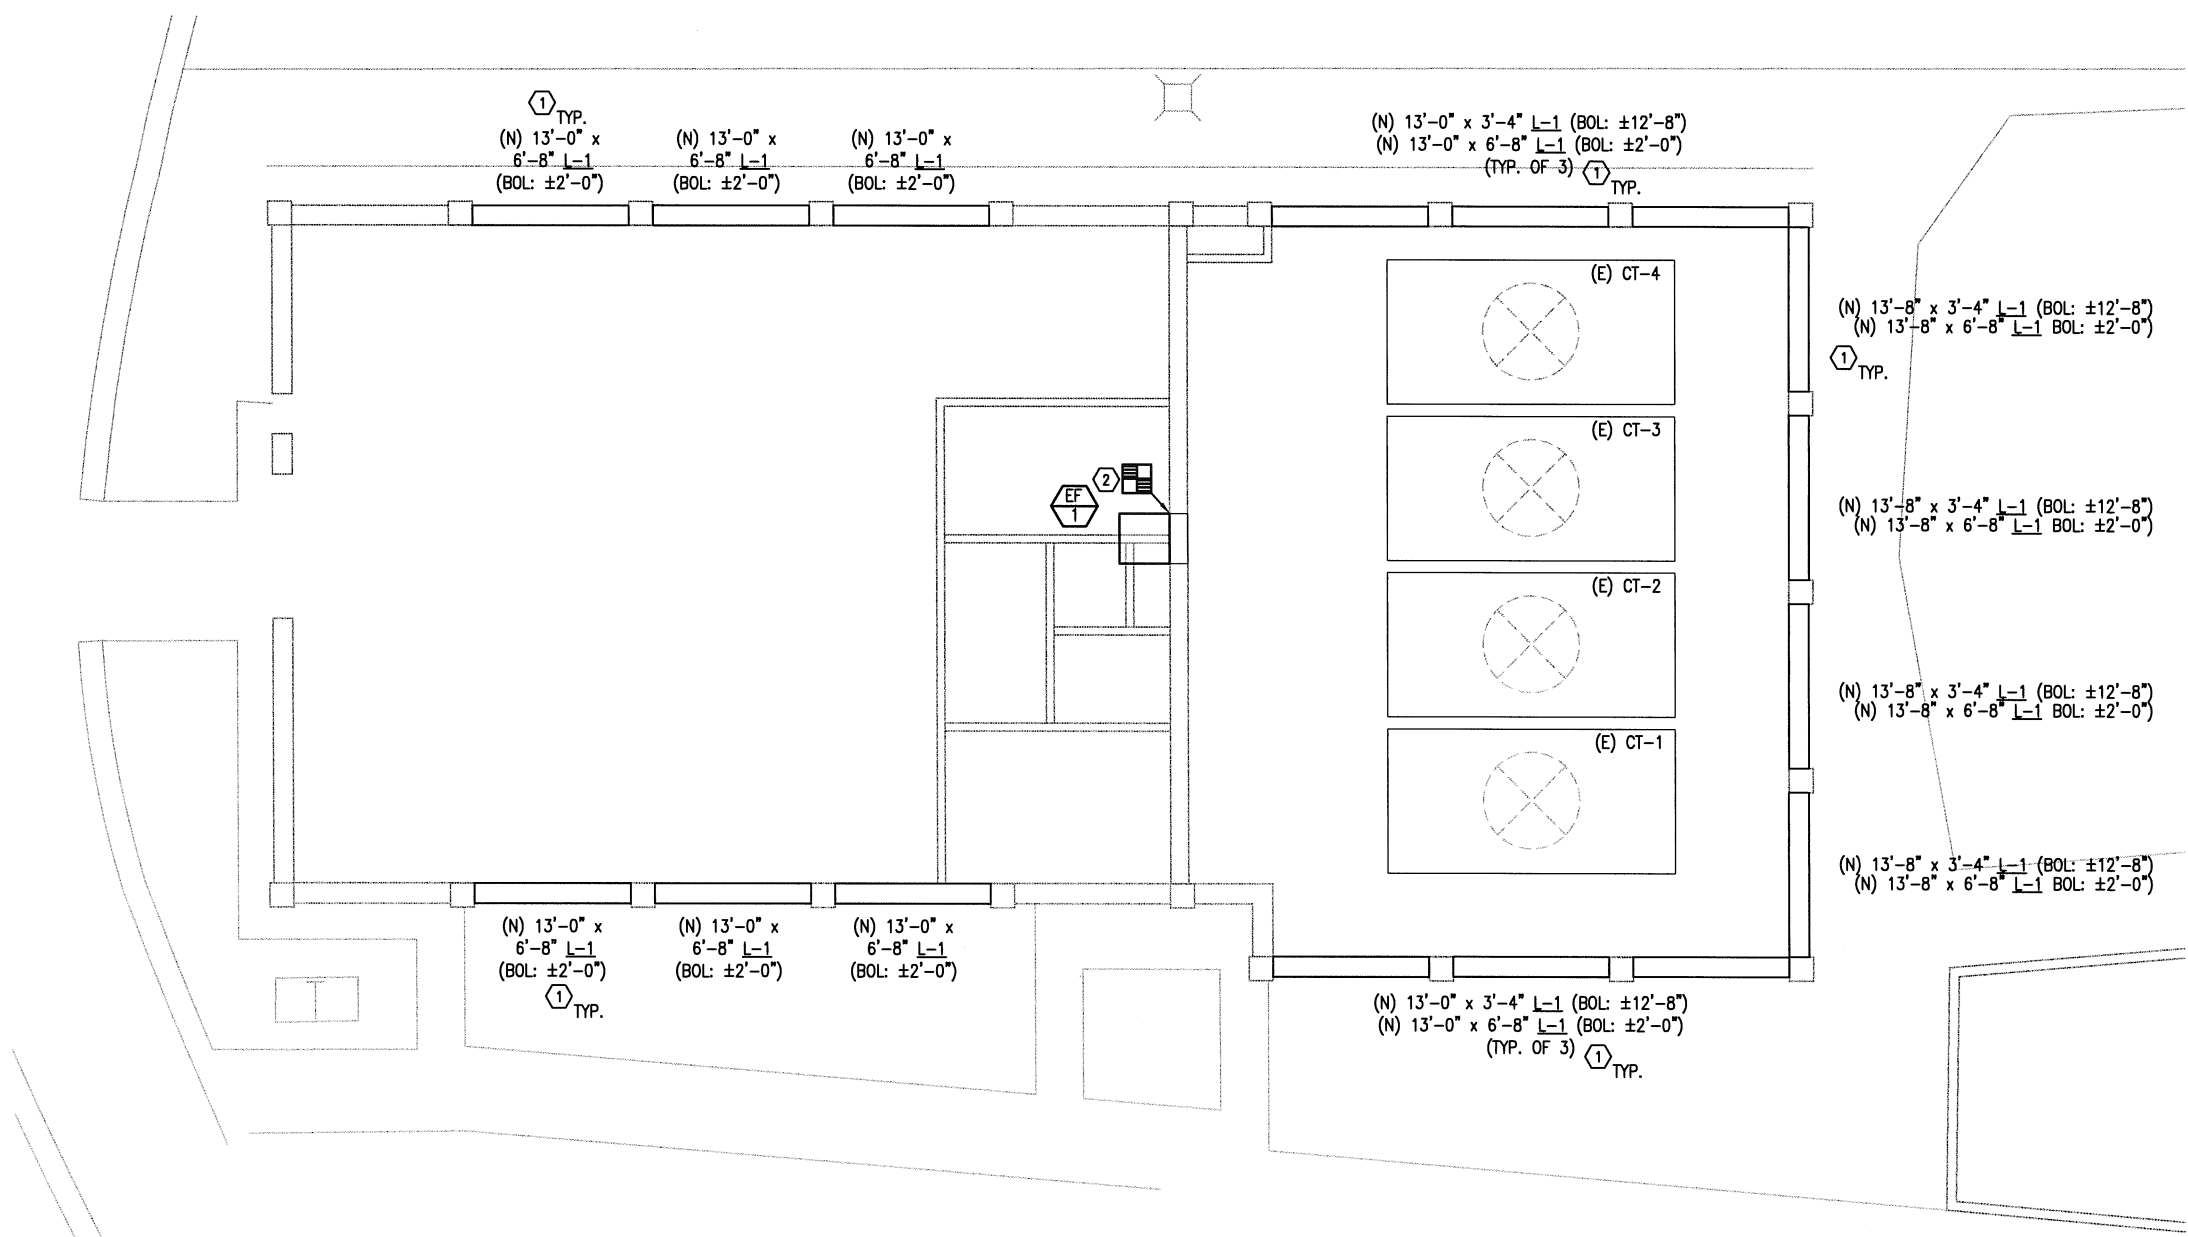 1
TYP.
(N) 13'-0" x
6'-8" L-1
(BOL: ±2'-0")
(N) 13'-0" x
6'-8" L-1
(BOL: ±2'-0")
(N) 13'-0" x
6'-8" L-1
(BOL: ±2'-0")
(N) 13'-0" x 3'-4" L-1 (BOL: ±12'-8")
(N) 13'-0" x 6'-8" L-1 (BOL: ±2'-0")
(TYP. OF 3)
1
TYP.
(E) CT-4
(N) 13'-8" x 3'-4" L-1 (BOL: ±12'-8")
(N) 13'-8" x 6'-8" L-1 BOL: ±2'-0")
1
TYP.
(E) CT-3
2
EF
1
(N) 13'-8" x 3'-4" L-1 (BOL: ±12'-8")
(N) 13'-8" x 6'-8" L-1 BOL: ±2'-0")
(E) CT-2
(N) 13'-8" x 3'-4" L-1 (BOL: ±12'-8")
(N) 13'-8" x 6'-8" L-1 BOL: ±2'-0")
(E) CT-1
(N) 13'-8" x 3'-4" L-1 (BOL: ±12'-8")
(N) 13'-8" x 6'-8" L-1 BOL: ±2'-0")
(N) 13'-0" x
6'-8" L-1
(BOL: ±2'-0")
1
TYP.
(N) 13'-0" x
6'-8" L-1
(BOL: ±2'-0")
(N) 13'-0" x
6'-8" L-1
(BOL: ±2'-0")
(N) 13'-0" x 3'-4" L-1 (BOL: ±12'-8")
(N) 13'-0" x 6'-8" L-1 (BOL: ±2'-0")
(TYP. OF 3)
1
TYP.